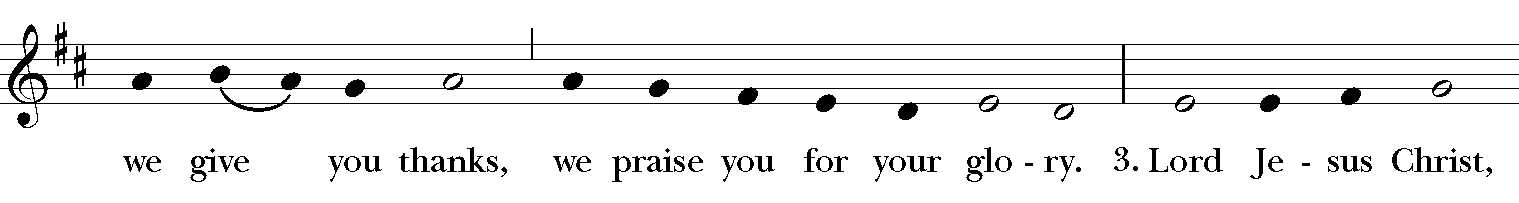 we give you thanks, we praise you for your glo - ry. 3. Lord Je - sus Christ,